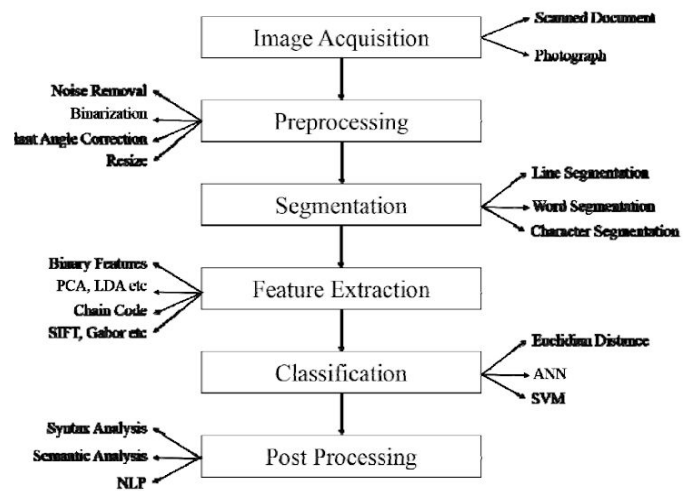 Image Acquisition
Scanned Document
Photograph
Noise Removal
Binarization
lant Angle Correction
Resize
Preprocessing
Segmentation
Line Segmentation
Word Segmentation
Character Segmentation
Binary Features
PCA, LDA etc
Chain Code
SIFT, Gabor etc
Feature Extraction
Classification
Euclidian Distance
ANN
SVM
Syntax Analysis
Semantic Analysis
NLP
Post Processing